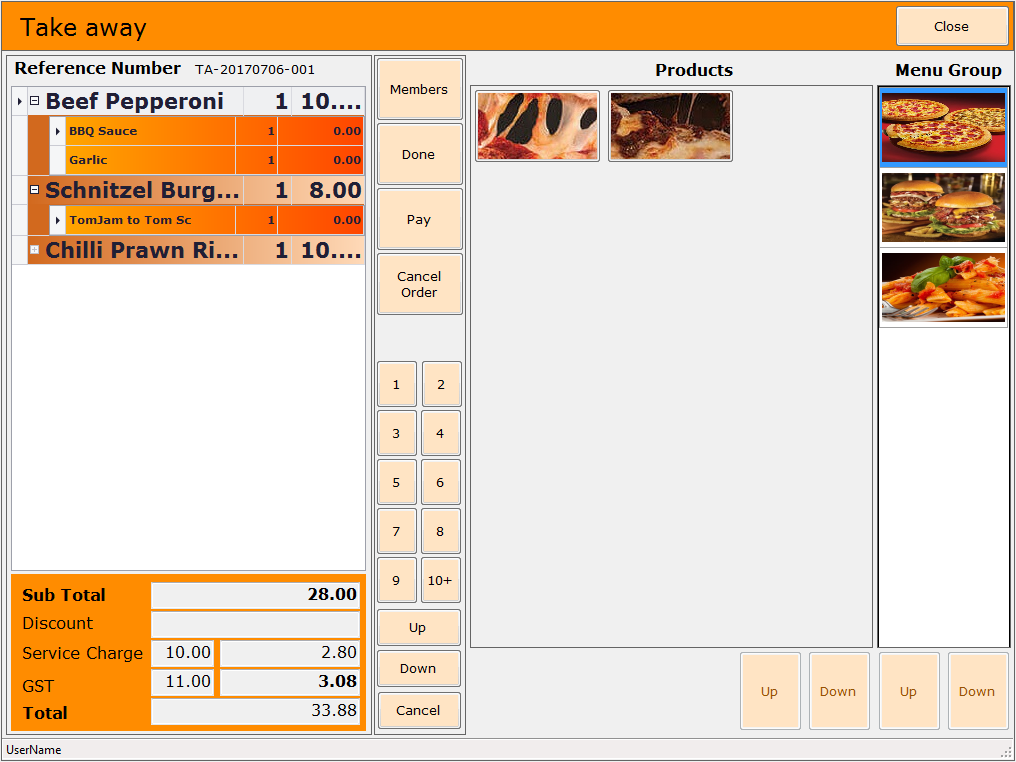 Take away
Close
Reference Number TA-20170706-001
Beef Pepperoni 1 10....
BBQ Sauce 1 0.00
Garlic 1 0.00
Schnitzel Burg... 1 8.00
TomJam to Tom Sc 1 0.00
Chilli Prawn Ri... 1 10....
Sub Total 28.00
Discount
Service Charge 10.00 2.80
GST 11.00 3.08
Total 33.88
Members
Done
Pay
Cancel
Order
1 2
3 4
5 6
7 8
9 10+
Up
Down
Cancel
Products
Menu Group
Up Down Up Down
UserName